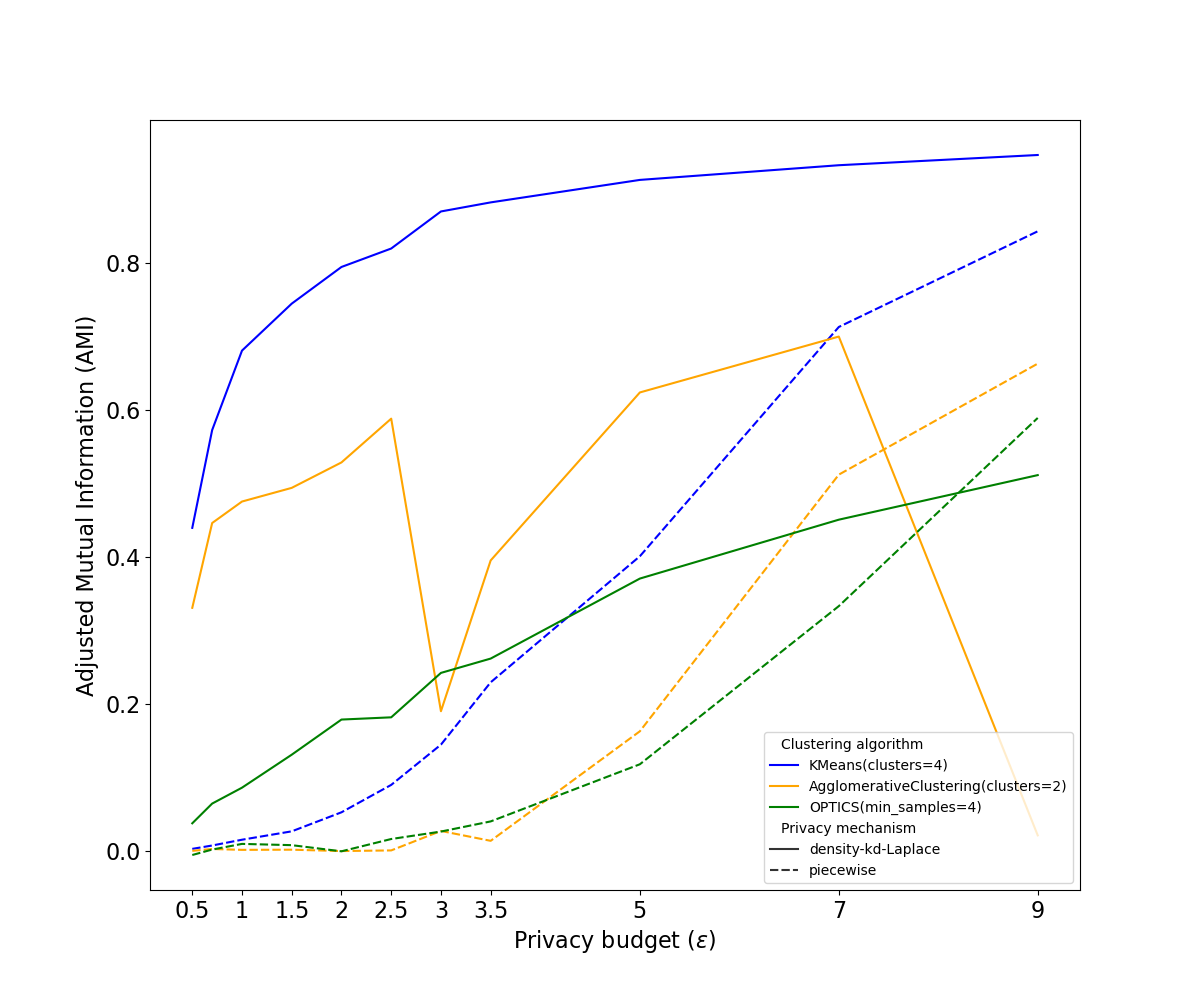 0.8
0.6
0.4
0.2
0.0
Adjusted Mutual Information (AMI)
Clustering algorithm
KMeans(clusters=4)
AgglomerativeClustering(clusters=2)
OPTICS(min_samples=4)
Privacy mechanism
density-kd-Laplace
piecewise
0.5 1 1.5 2 2.5 3 3.5 5 7 9
Privacy budget (ε)